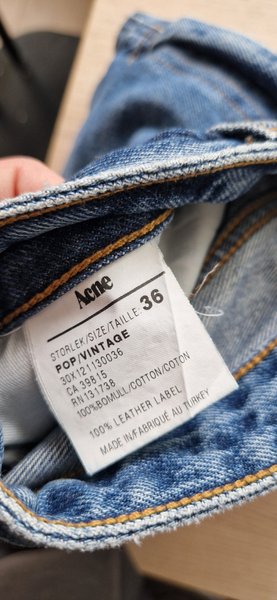 Acne
STORLEK/SIZE/TAILLE: 36
POP/VINTAGE
30X121130036
CA 39815
RN 131738
100%BOMULL/COTTON/COTON
100% LEATHER LABEL
MADE IN/FABRIQUÉ AU TURKEY